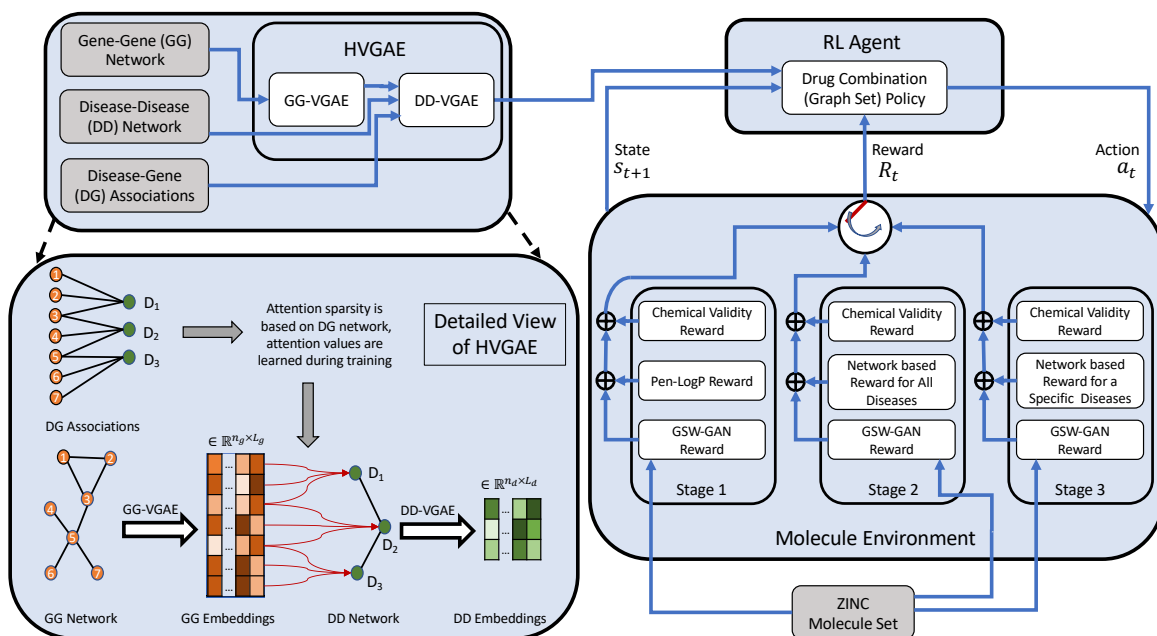 Gene-Gene (GG)
Network
Disease-Disease
(DD) Network
Disease-Gene
(DG) Associations
HVGAE
GG-VGAE
DD-VGAE
RL Agent
Drug Combination
(Graph Set) Policy
State
s_{t+1}
Reward
R_t
Action
a_t
1
2
3
4
5
6
7
D1
D2
D3
DG Associations
Attention sparsity is
based on DG network,
attention values are
learned during training
Detailed View
of HVGAE
1
2
3
4
5
6
7
GG Network
GG-VGAE
∈ ℝ^{n_g×L_g}
...
...
...
...
...
...
...
GG Embeddings
D1
D2
D3
DD Network
DD-VGAE
∈ ℝ^{n_d×L_d}
...
...
...
DD Embeddings
Chemical Validity
Reward
Pen-LogP Reward
GSW-GAN
Reward
Stage 1
Chemical Validity
Reward
Network based
Reward for All
Diseases
GSW-GAN
Reward
Stage 2
Chemical Validity
Reward
Network based
Reward for a
Specific Diseases
GSW-GAN
Reward
Stage 3
Molecule Environment
ZINC
Molecule Set